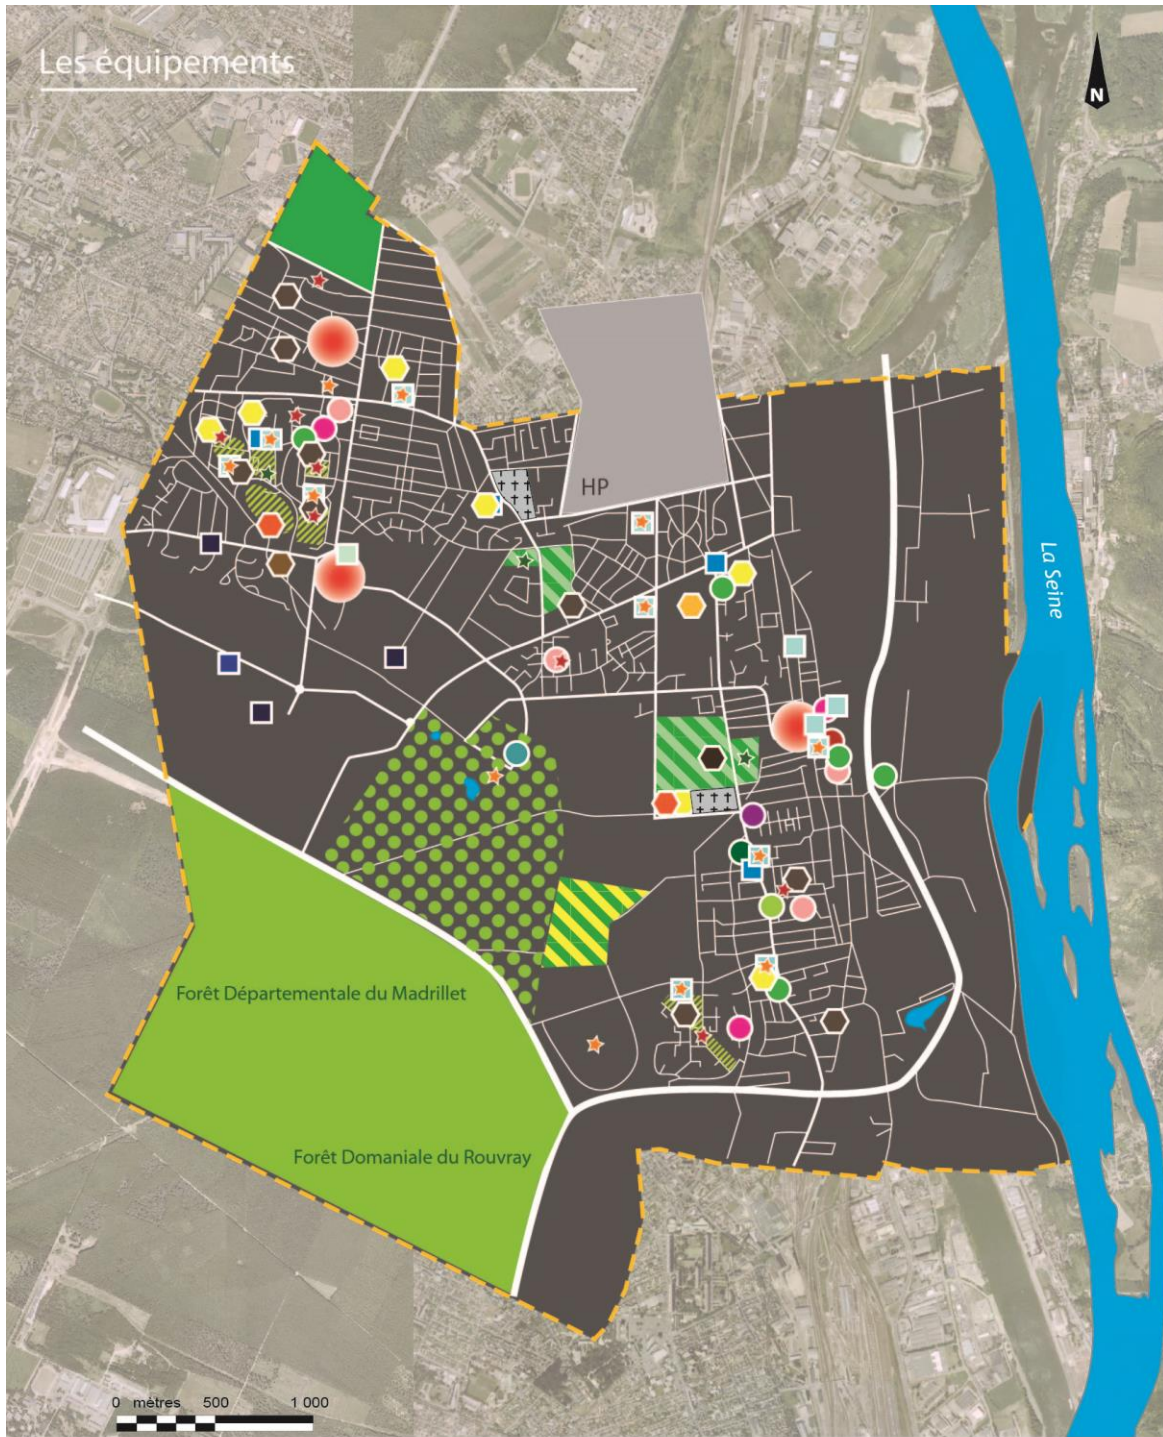 Les équipements
N
HP
La Seine
Forêt Départementale du Madrillet
Forêt Domaniale du Rouvray
0 mètres 500 1 000